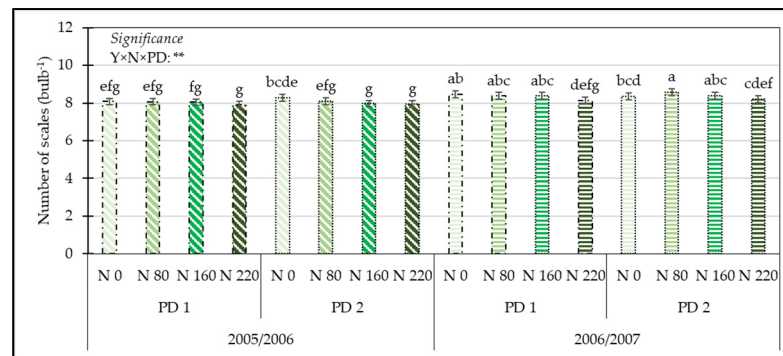 Number of scales (bulb⁻¹)
12
10
8
6
4
2
0
Significance
Y×N×PD: **
efg efg fg g bcde efg g g ab abc abc defg bcd a abc cdef
N 0 N 80 N 160 N 220 N 0 N 80 N 160 N 220 N 0 N 80 N 160 N 220 N 0 N 80 N 160 N 220
PD 1 PD 2 PD 1 PD 2
2005/2006 2006/2007